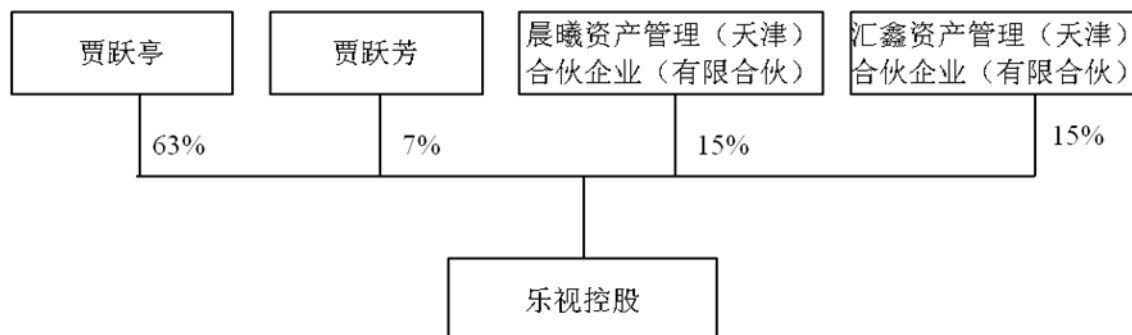 贾跃亭
贾跃芳
晨曦资产管理（天津）
合伙企业（有限合伙）
汇鑫资产管理（天津）
合伙企业（有限合伙）
63%
7%
15%
15%
乐视控股